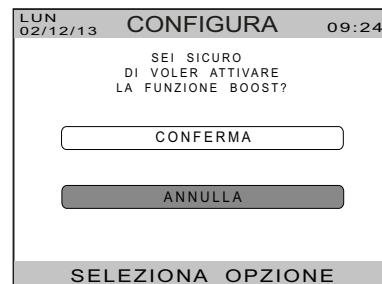 LUN
02/12/13 CONFIGURA 09:24
SEI SICURO
DI VOLER ATTIVARE
LA FUNZIONE BOOST?
CONFERMA
ANNULLA
SELEZIONA OPZIONE